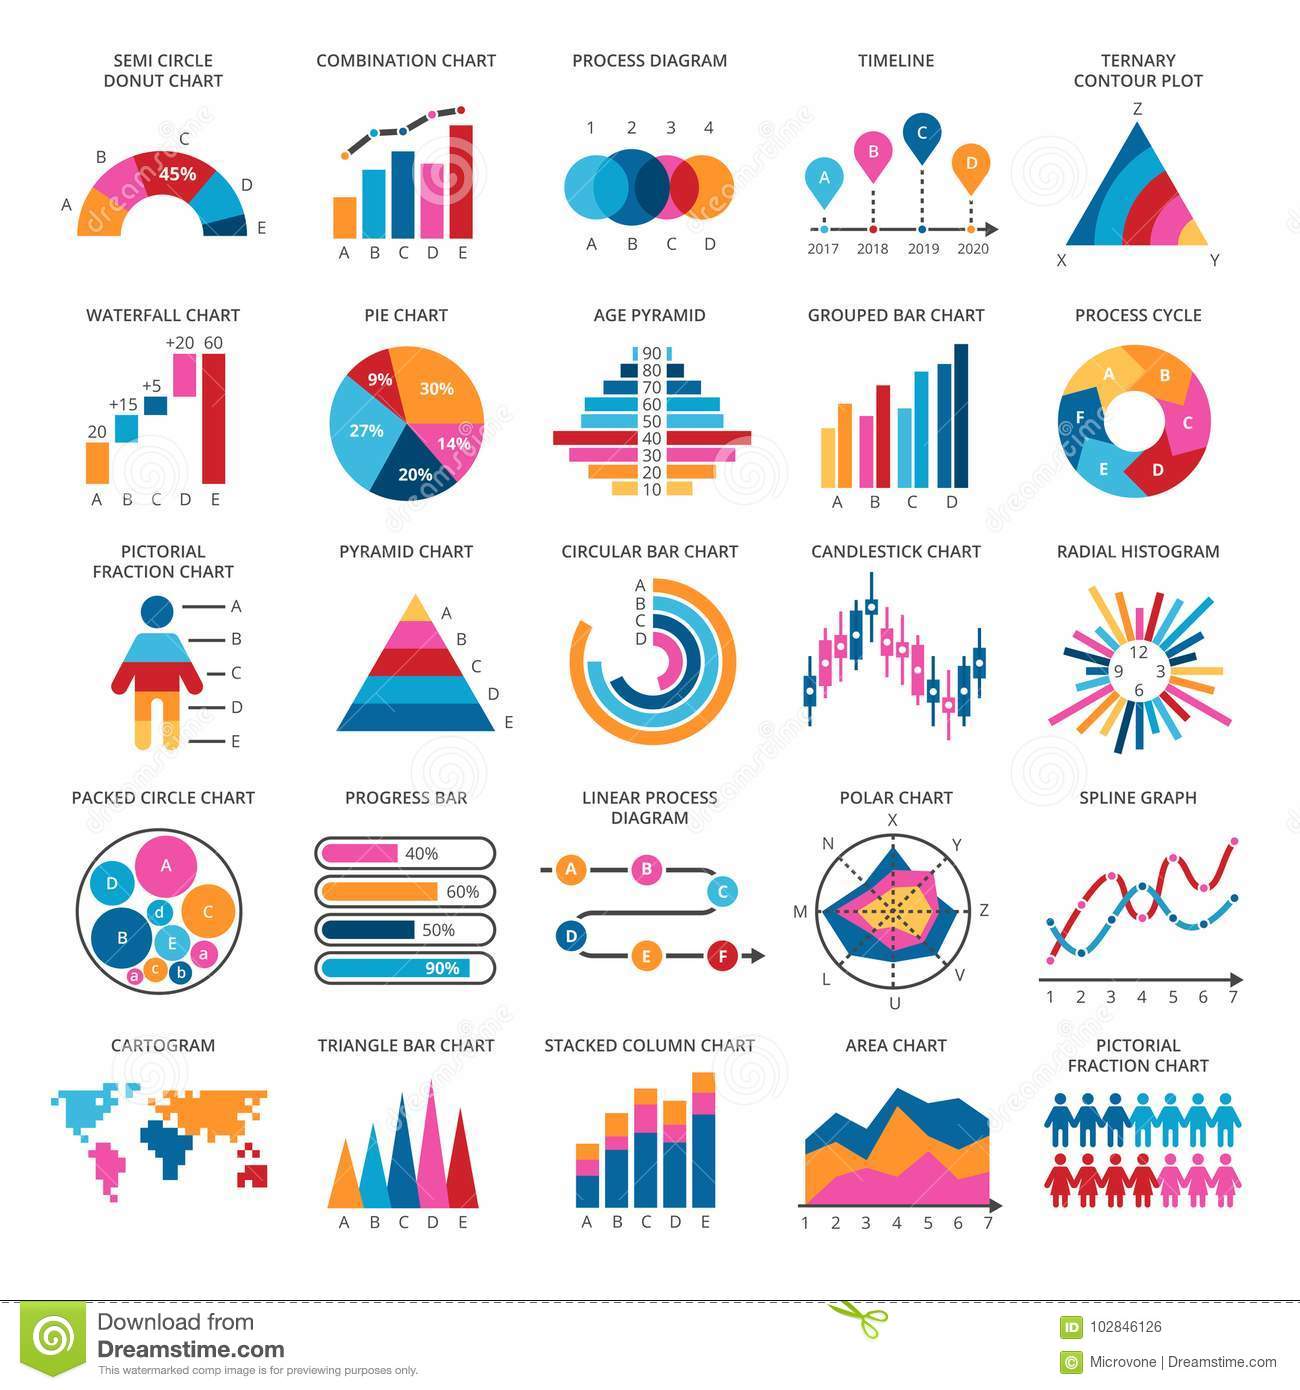 SEMI CIRCLE
DONUT CHART
A
B
C
45%
D
E
COMBINATION CHART
A B C D E
PROCESS DIAGRAM
1 2 3 4
A B C D
TIMELINE
A B C D
2017 2018 2019 2020
TERNARY
CONTOUR PLOT
Z
X Y
WATERFALL CHART
+20 60
+5
+15
20
A B C D E
PIE CHART
9% 30%
27% 14%
20%
AGE PYRAMID
90
80
70
60
50
40
30
20
10
GROUPED BAR CHART
A B C D
PROCESS CYCLE
A B
F C
E D
PICTORIAL
FRACTION CHART
A
B
C
D
E
PYRAMID CHART
A
B
C
D
E
CIRCULAR BAR CHART
A
B
C
D
CANDLESTICK CHART
RADIAL HISTOGRAM
12
9 3
6
PACKED CIRCLE CHART
A
D
d C
B E
a
a c b
PROGRESS BAR
40%
60%
50%
90%
LINEAR PROCESS
DIAGRAM
A B
C
D
E F
POLAR CHART
X
N Y
M Z
L V
U
SPLINE GRAPH
1 2 3 4 5 6 7
CARTOGRAM
TRIANGLE BAR CHART
A B C D E
STACKED COLUMN CHART
A B C D E
AREA CHART
1 2 3 4 5 6 7
PICTORIAL
FRACTION CHART
Download from
Dreamstime.com
This watermarked comp image is for previewing purposes only.
ID 102846126
© Microvone | Dreamstime.com